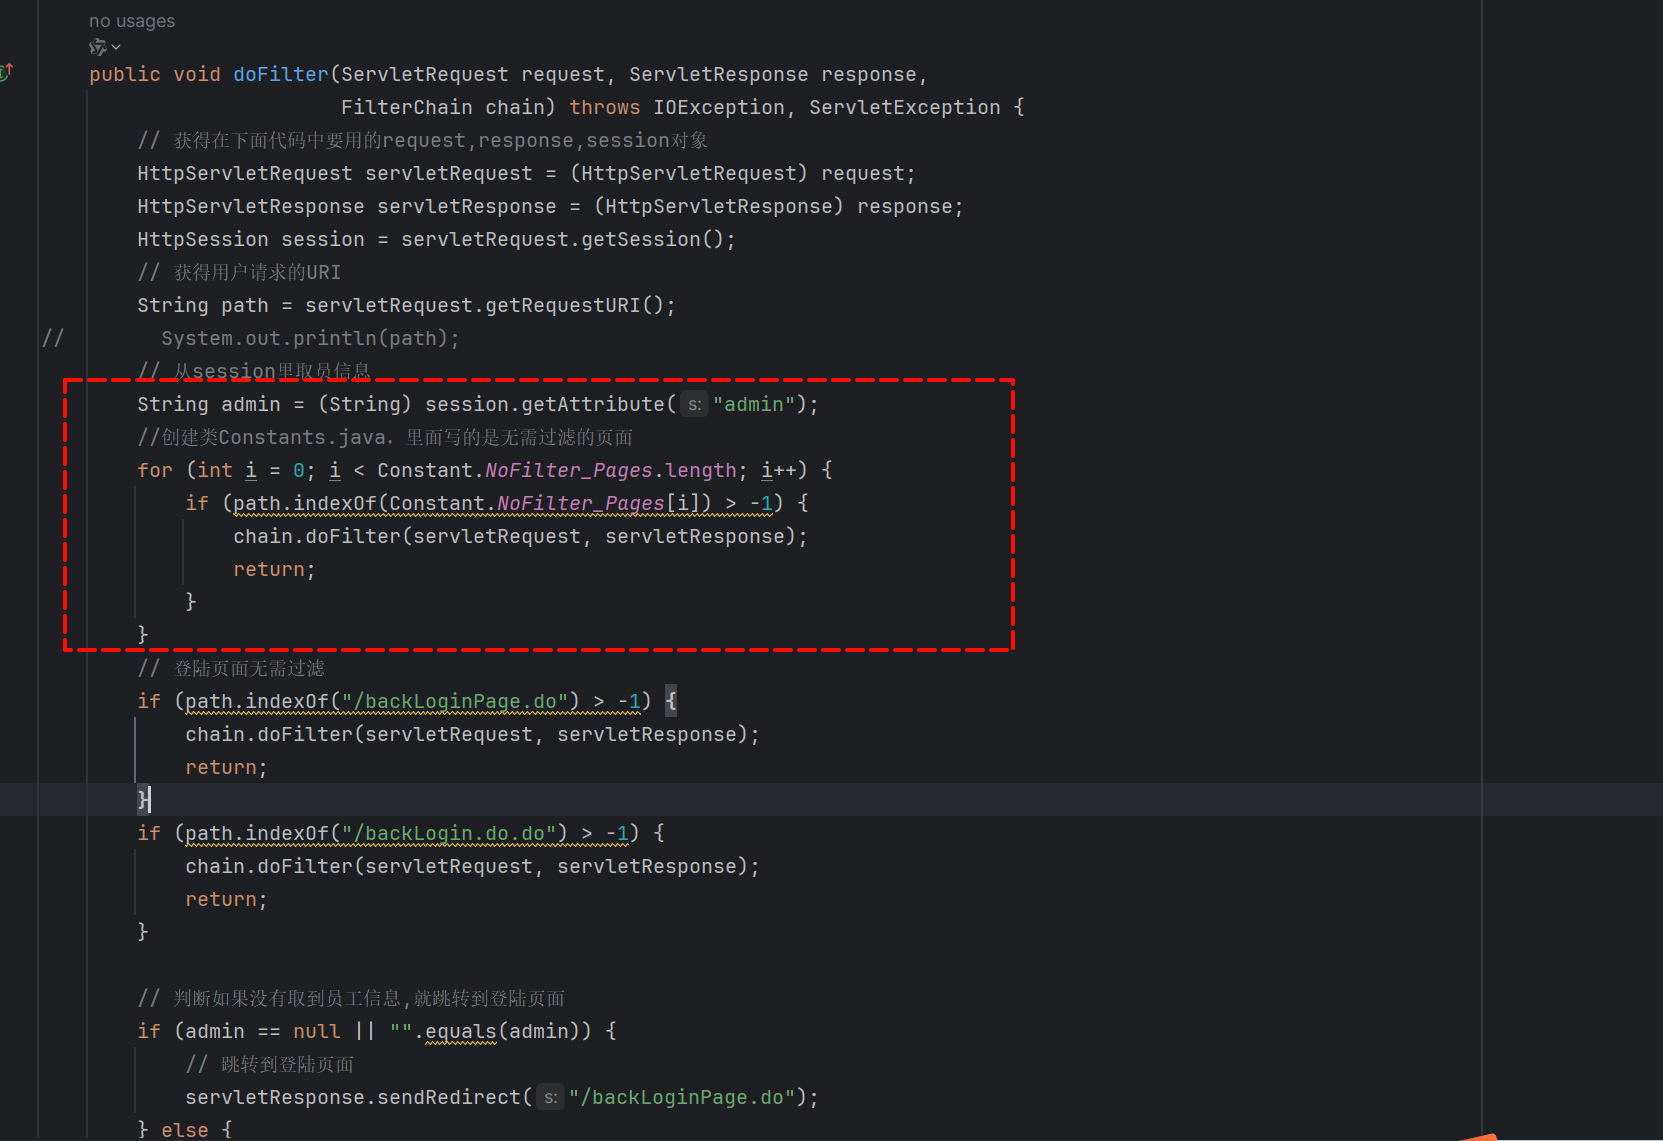 no usages
public void doFilter(ServletRequest request, ServletResponse response,
FilterChain chain) throws IOException, ServletException {
// 获得在下面代码中要用的request,response,session对象
HttpServletRequest servletRequest = (HttpServletRequest) request;
HttpServletResponse servletResponse = (HttpServletResponse) response;
HttpSession session = servletRequest.getSession();
// 获得用户请求的URI
String path = servletRequest.getRequestURI();
// System.out.println(path);
// 从session里取员信息
String admin = (String) session.getAttribute( s: "admin");
//创建类Constants.java，里面写的是无需过滤的页面
for (int i = 0; i < Constant.NoFilter_Pages.length; i++) {
if (path.indexOf(Constant.NoFilter_Pages[i]) > -1) {
chain.doFilter(servletRequest, servletResponse);
return;
}
}
// 登陆页面无需过滤
if (path.indexOf("/backLoginPage.do") > -1) {
chain.doFilter(servletRequest, servletResponse);
return;
}
if (path.indexOf("/backLogin.do.do") > -1) {
chain.doFilter(servletRequest, servletResponse);
return;
}
// 判断如果没有取到员工信息,就跳转到登陆页面
if (admin == null || "".equals(admin)) {
// 跳转到登陆页面
servletResponse.sendRedirect( s: "/backLoginPage.do");
} else {